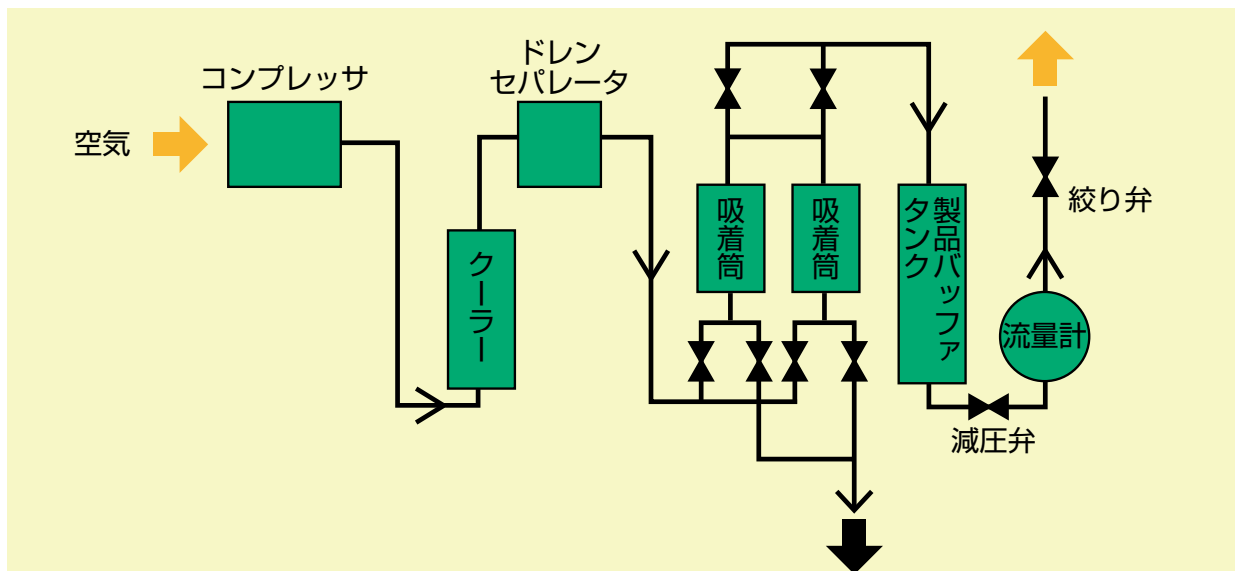 空気
コンプレッサ
クーラー
ドレン
セパレータ
吸着筒
吸着筒
製品バッファ
タンク
減圧弁
流量計
絞り弁